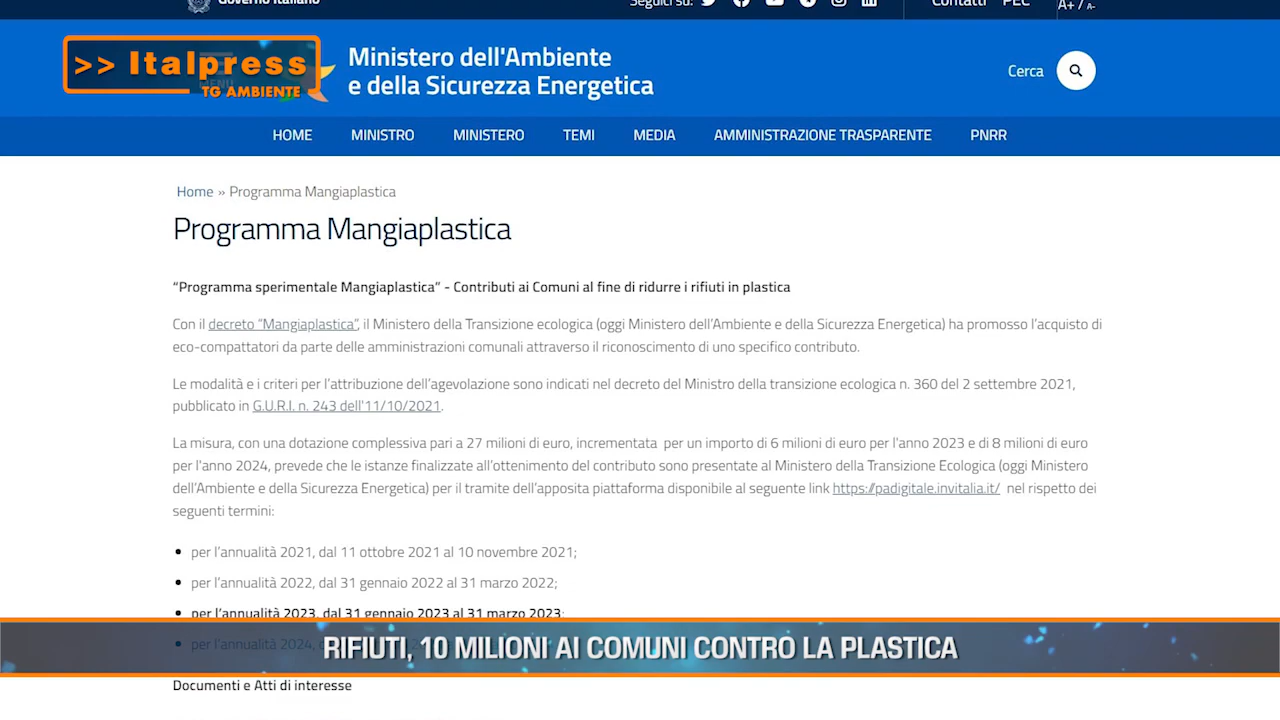 Governo Italiano
Seguici su:
Contatti PEC
A+ / A-
>> Italpress
TG AMBIENTE
Ministero dell'Ambiente
e della Sicurezza Energetica
Cerca
HOME MINISTRO MINISTERO TEMI MEDIA AMMINISTRAZIONE TRASPARENTE PNRR
Home » Programma Mangiaplastica
Programma Mangiaplastica
“Programma sperimentale Mangiaplastica” - Contributi ai Comuni al fine di ridurre i rifiuti in plastica
Con il decreto “Mangiaplastica”, il Ministero della Transizione ecologica (oggi Ministero dell’Ambiente e della Sicurezza Energetica) ha promosso l’acquisto di
eco-compattatori da parte delle amministrazioni comunali attraverso il riconoscimento di uno specifico contributo.
Le modalità e i criteri per l’attribuzione dell’agevolazione sono indicati nel decreto del Ministro della transizione ecologica n. 360 del 2 settembre 2021,
pubblicato in G.U.R.I. n. 243 dell'11/10/2021.
La misura, con una dotazione complessiva pari a 27 milioni di euro, incrementata per un importo di 6 milioni di euro per l'anno 2023 e di 8 milioni di euro
per l'anno 2024, prevede che le istanze finalizzate all’ottenimento del contributo sono presentate al Ministero della Transizione Ecologica (oggi Ministero
dell’Ambiente e della Sicurezza Energetica) per il tramite dell’apposita piattaforma disponibile al seguente link https://padigitale.invitalia.it/ nel rispetto dei
seguenti termini:
• per l’annualità 2021, dal 11 ottobre 2021 al 10 novembre 2021;
• per l’annualità 2022, dal 31 gennaio 2022 al 31 marzo 2022;
• per l’annualità 2023, dal 31 gennaio 2023 al 31 marzo 2023;
• per l’annualità 2024,
RIFIUTI, 10 MILIONI AI COMUNI CONTRO LA PLASTICA
Documenti e Atti di interesse